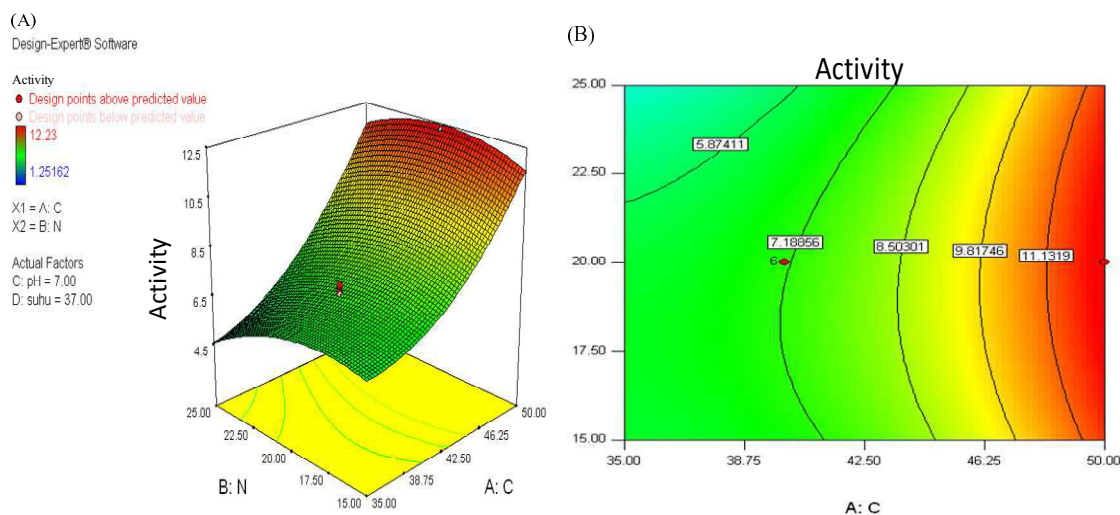 (A)
Design-Expert® Software
Activity
Design points above predicted value
Design points below predicted value
12.23
1.25162
X1 = A: C
X2 = B: N
Actual Factors
C: pH = 7.00
D: suhu = 37.00
Activity
12.5
10.5
8.5
6.5
4.5
25.00
22.50
20.00
17.50
15.00
B: N
50.00
46.25
42.50
38.75
35.00
A: C
(B)
Activity
25.00
22.50
20.00
17.50
15.00
5.87411
7.18856
8.50301
9.81746
11.1319
6
35.00
38.75
42.50
46.25
50.00
A: C